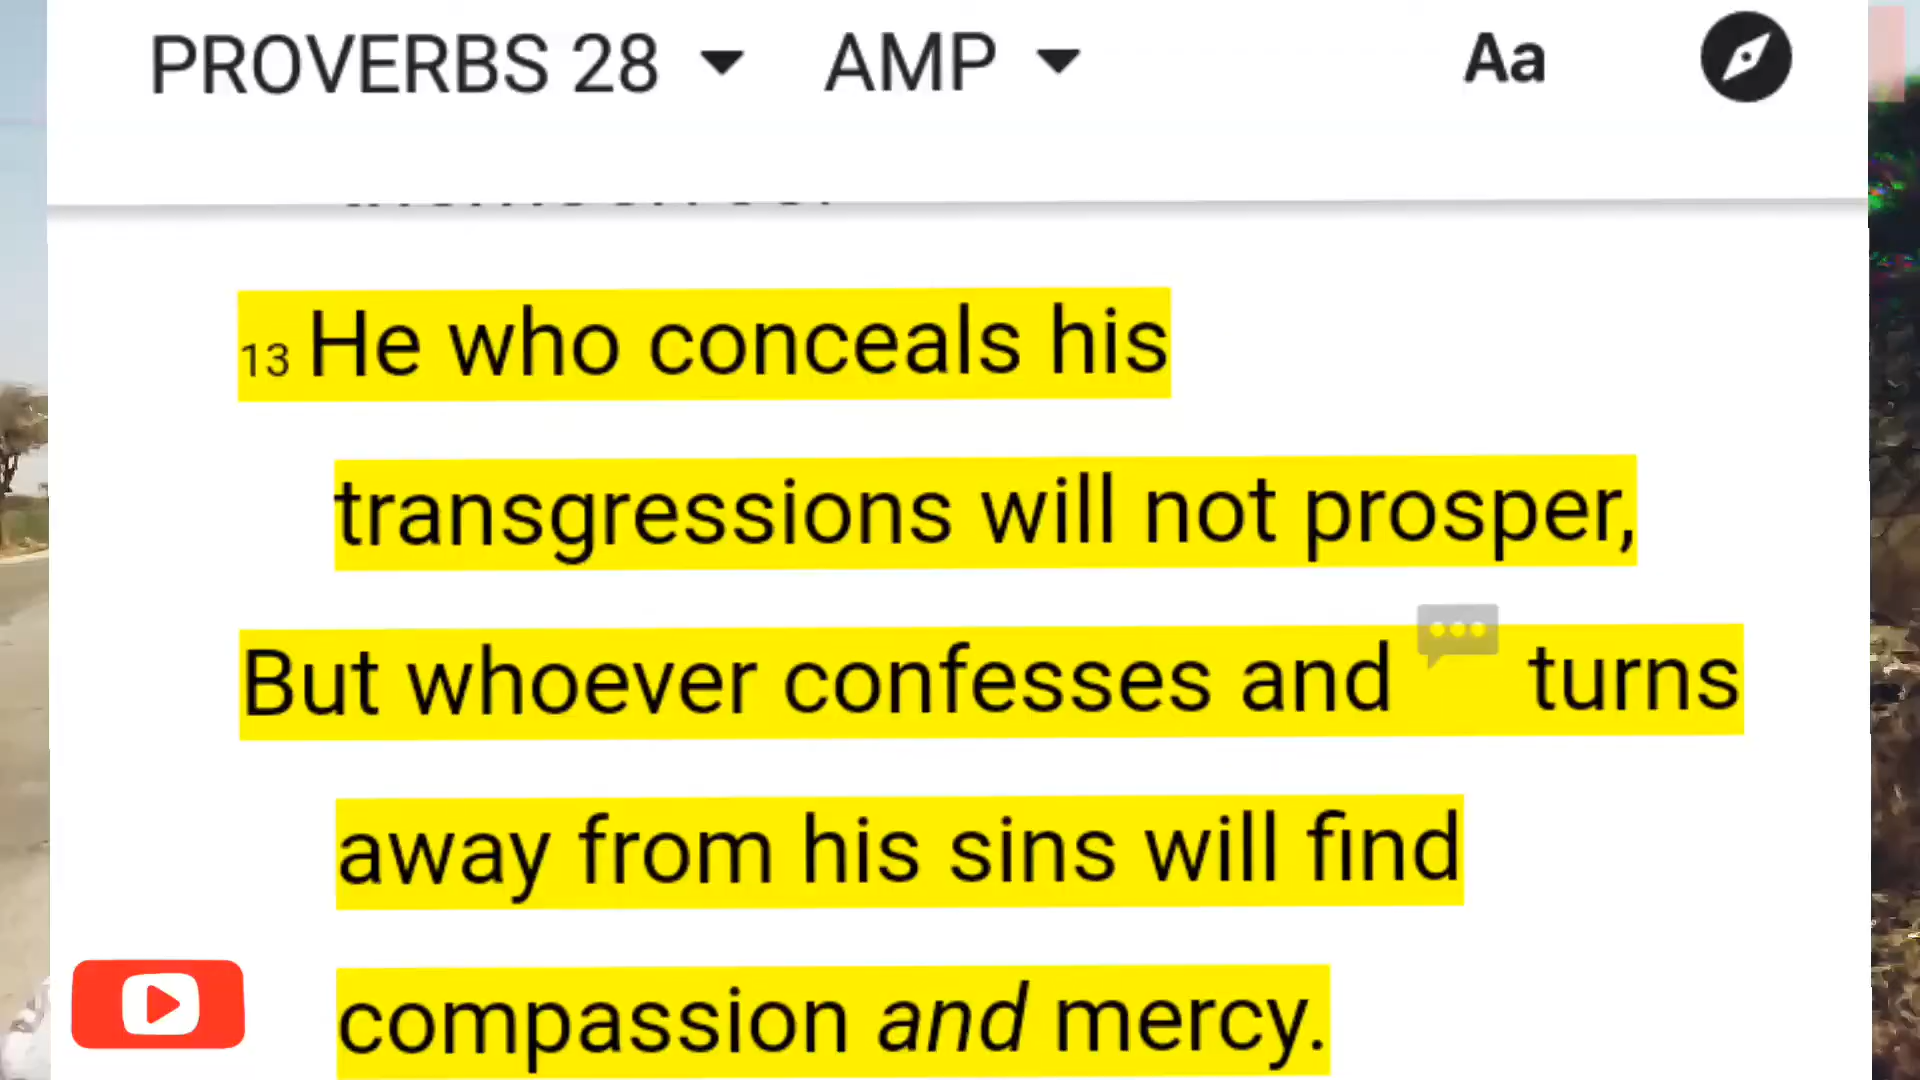 PROVERBS 28 AMP Aa
13 He who conceals his
transgressions will not prosper,
But whoever confesses and turns
away from his sins will find
compassion and mercy.